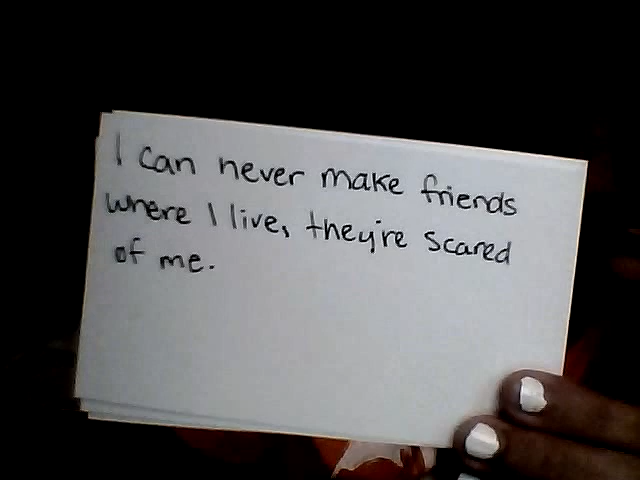 I can never make friends
where I live, they're scared
of me.